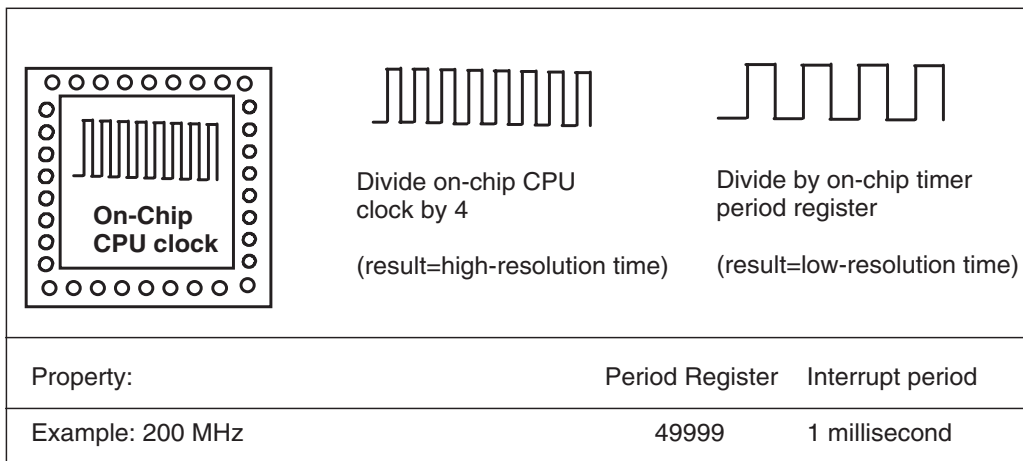 On-Chip
CPU clock
Divide on-chip CPU
clock by 4
(result=high-resolution time)
Divide by on-chip timer
period register
(result=low-resolution time)
Property: Period Register Interrupt period
Example: 200 MHz 49999 1 millisecond